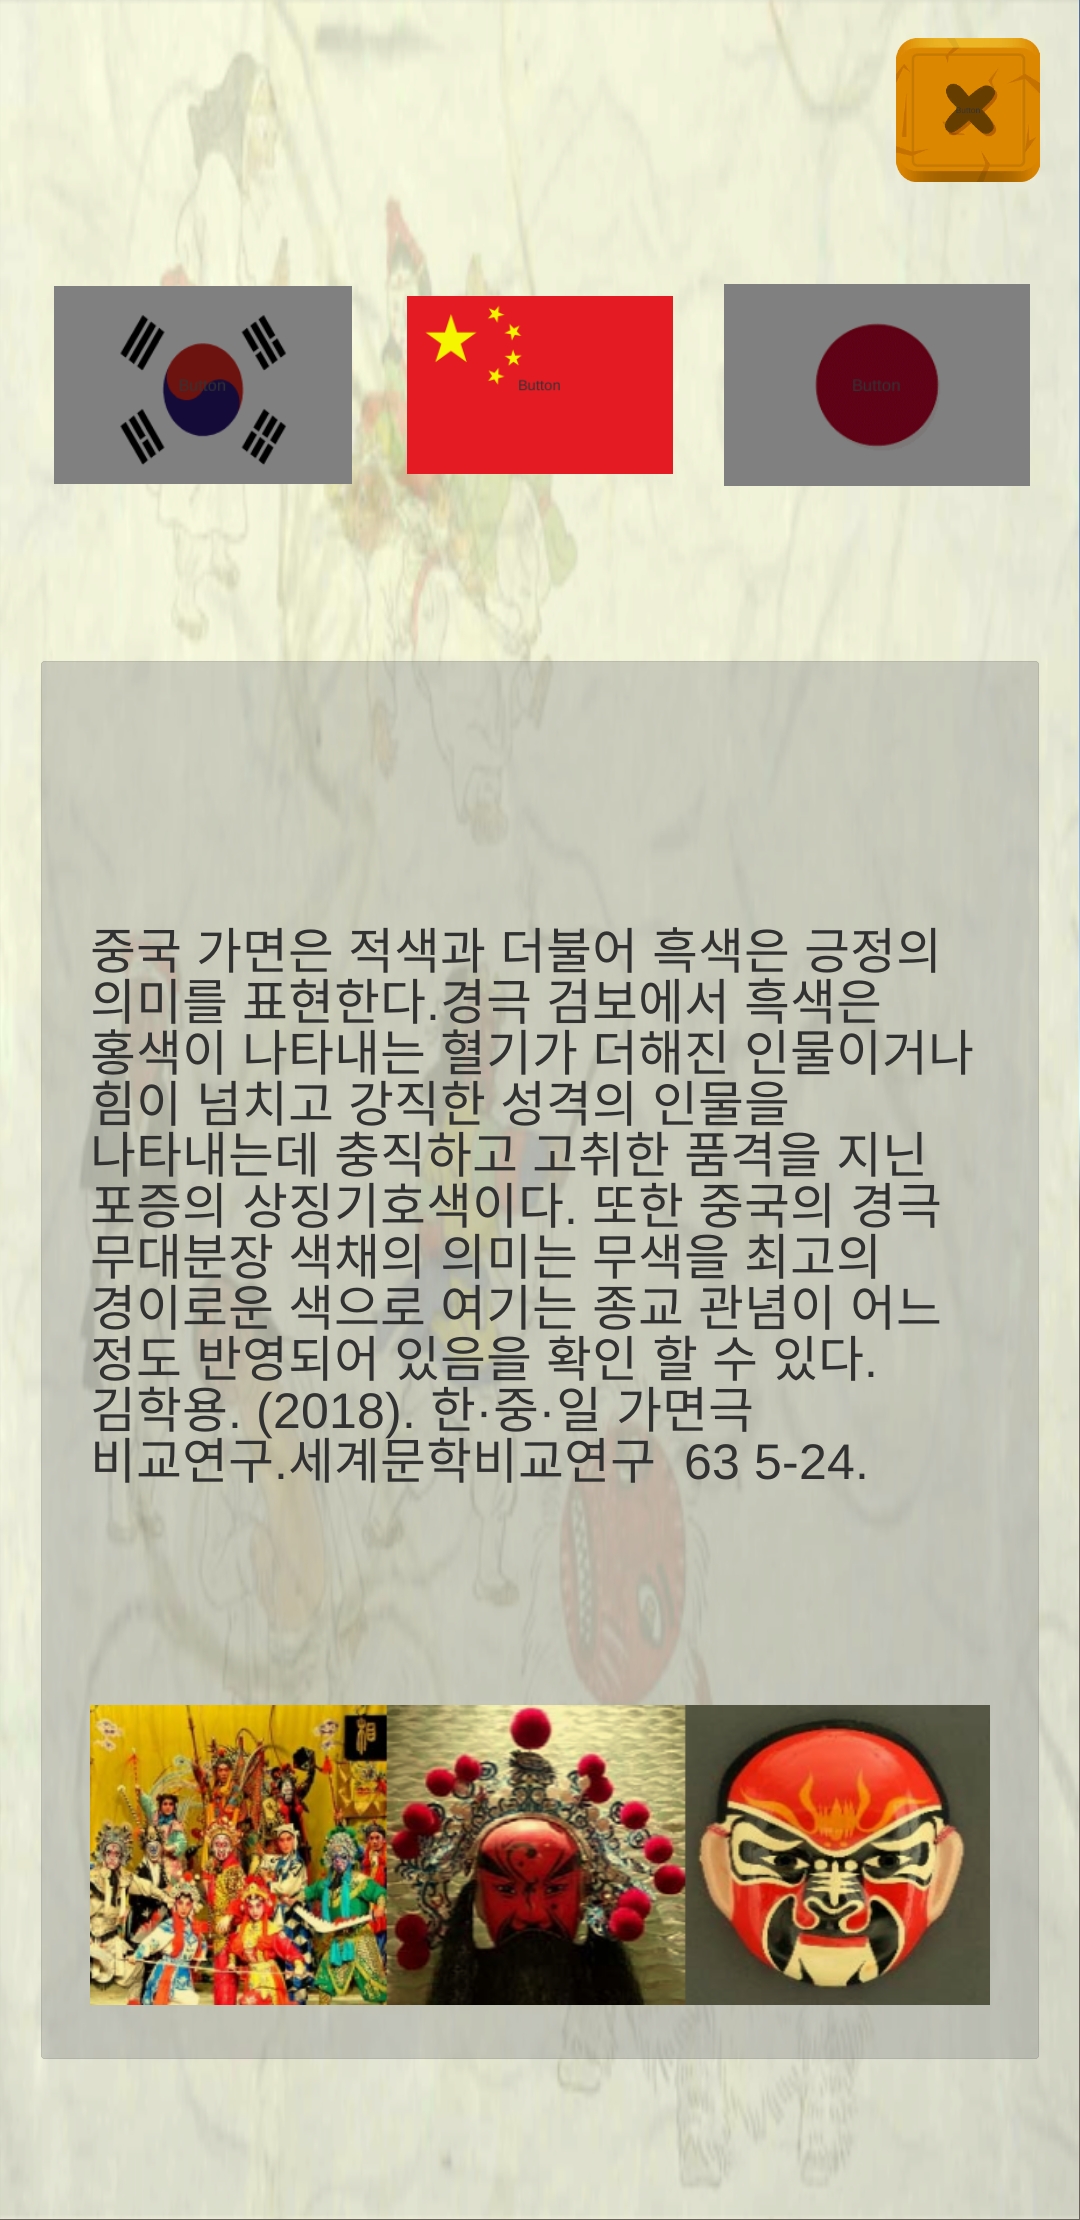 Button
Button
Button
중국 가면은 적색과 더불어 흑색은 긍정의
의미를 표현한다.경극 검보에서 흑색은
홍색이 나타내는 혈기가 더해진 인물이거나
힘이 넘치고 강직한 성격의 인물을
나타내는데 충직하고 고취한 품격을 지닌
포증의 상징기호색이다. 또한 중국의 경극
무대분장 색채의 의미는 무색을 최고의
경이로운 색으로 여기는 종교 관념이 어느
정도 반영되어 있음을 확인 할 수 있다.
김학용. (2018). 한·중·일 가면극
비교연구.세계문학비교연구  63 5-24.